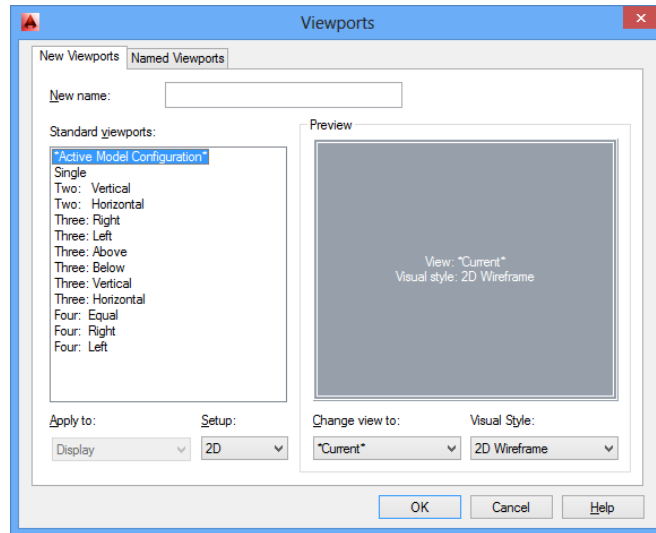 Viewports
New Viewports
Named Viewports
New name:
Standard viewports:
*Active Model Configuration*
Single
Two: Vertical
Two: Horizontal
Three: Right
Three: Left
Three: Above
Three: Below
Three: Vertical
Three: Horizontal
Four: Equal
Four: Right
Four: Left
Preview
View: *Current*
Visual style: 2D Wireframe
Apply to:
Setup:
Change view to:
Visual Style:
Display
2D
*Current*
2D Wireframe
OK
Cancel
Help